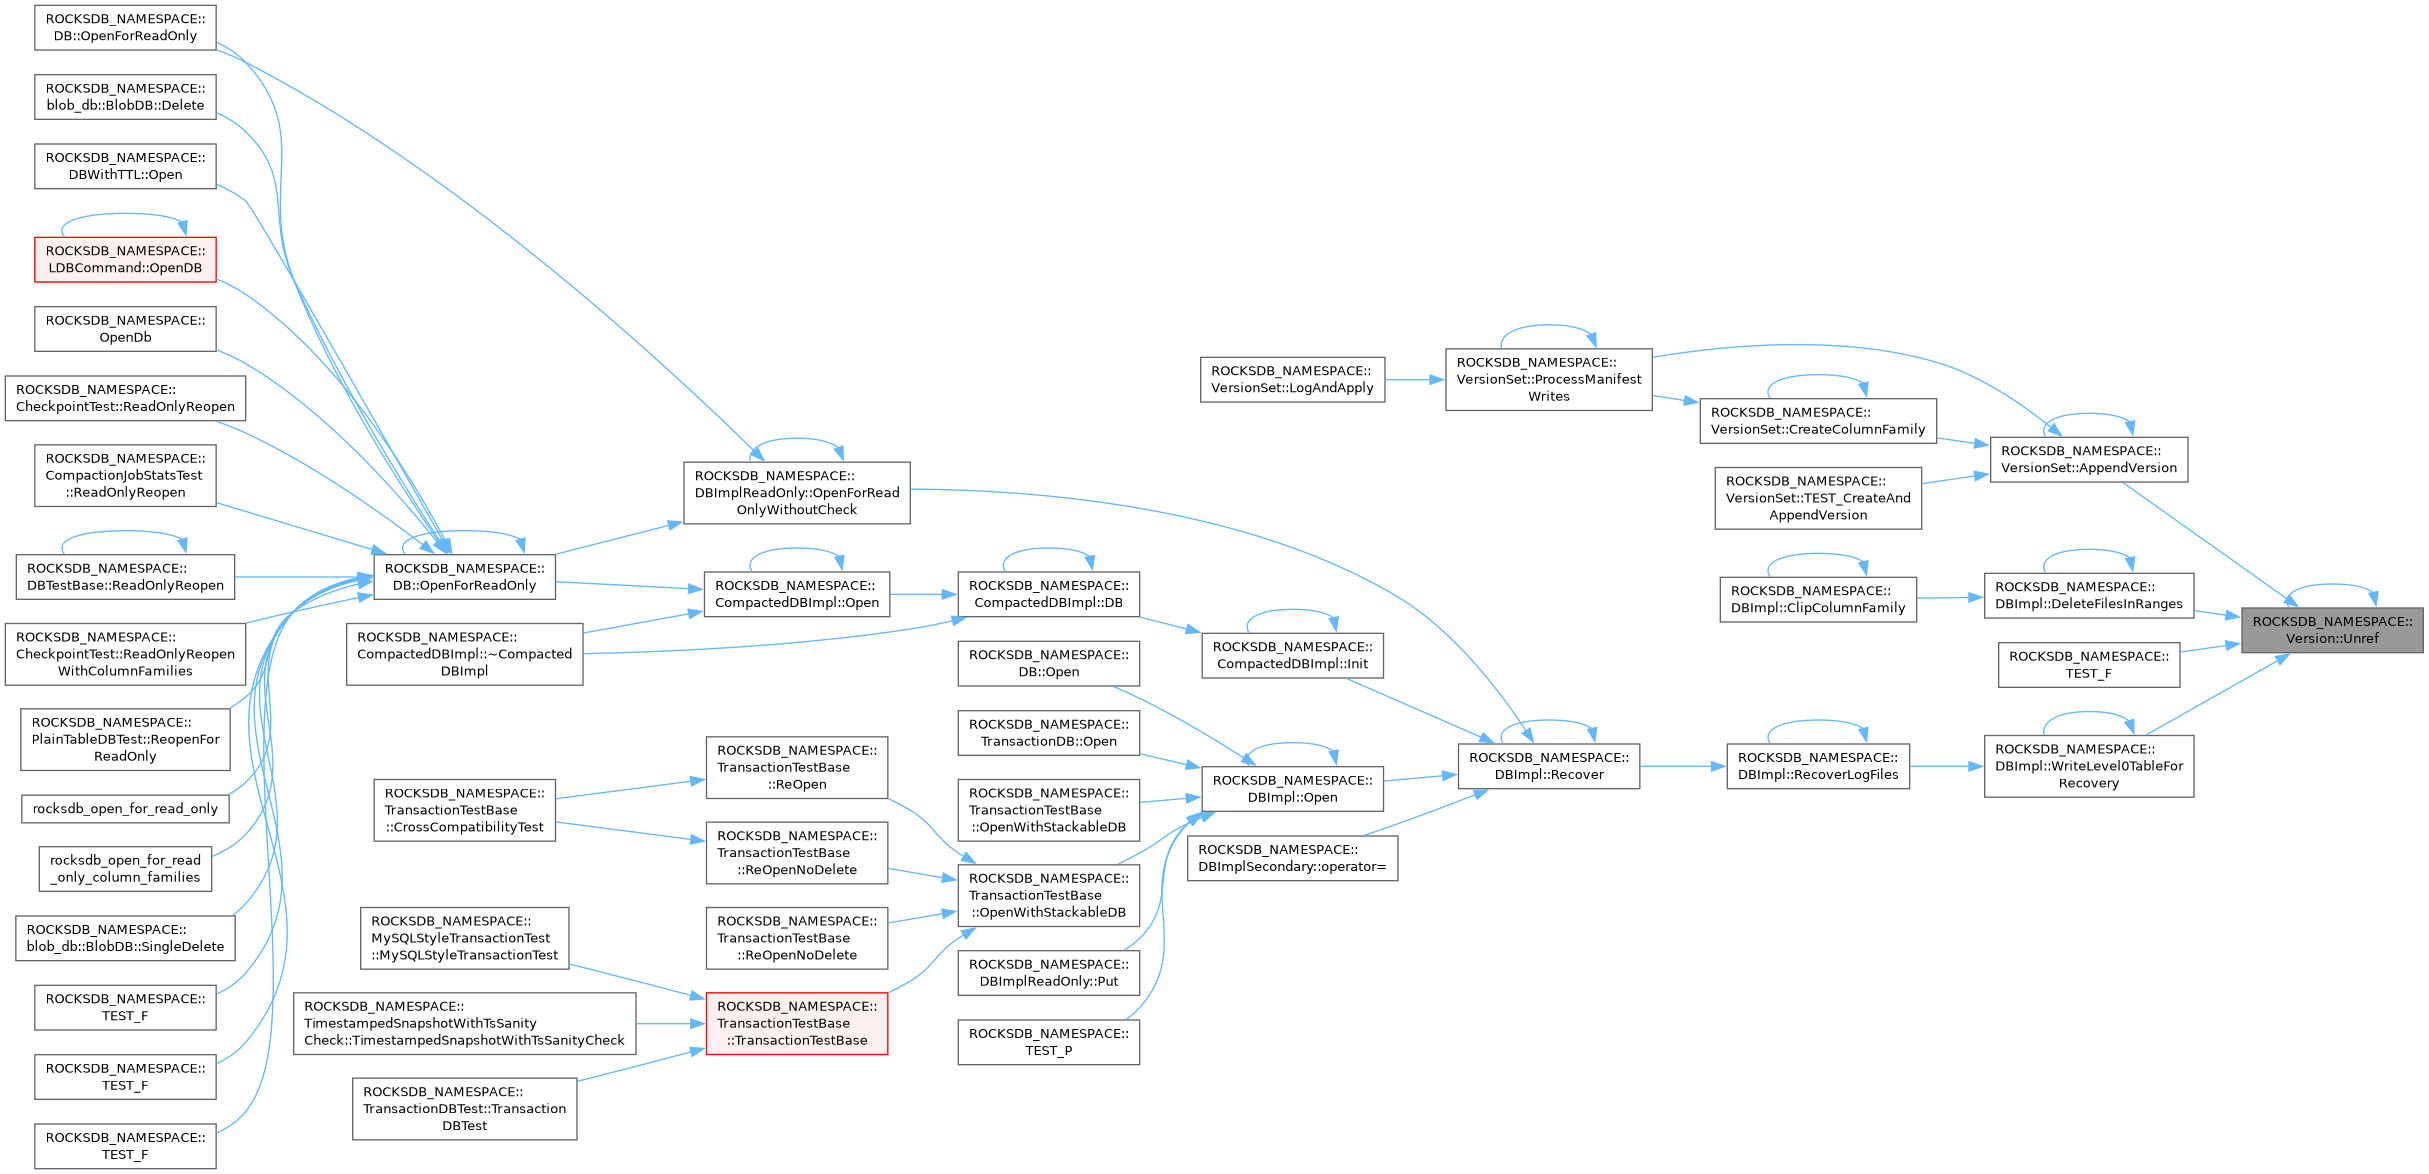 ROCKSDB_NAMESPACE::
DB::OpenForReadOnly
ROCKSDB_NAMESPACE::
blob_db::BlobDB::Delete
ROCKSDB_NAMESPACE::
DBWithTTL::Open
ROCKSDB_NAMESPACE::
LDBCommand::OpenDB
ROCKSDB_NAMESPACE::
OpenDb
ROCKSDB_NAMESPACE::
CheckpointTest::ReadOnlyReopen
ROCKSDB_NAMESPACE::
CompactionJobStatsTest
::ReadOnlyReopen
ROCKSDB_NAMESPACE::
DBTestBase::ReadOnlyReopen
ROCKSDB_NAMESPACE::
CheckpointTest::ReadOnlyReopen
WithColumnFamilies
ROCKSDB_NAMESPACE::
PlainTableDBTest::ReopenFor
ReadOnly
rocksdb_open_for_read_only
rocksdb_open_for_read
_only_column_families
ROCKSDB_NAMESPACE::
blob_db::BlobDB::SingleDelete
ROCKSDB_NAMESPACE::
TEST_F
ROCKSDB_NAMESPACE::
TEST_F
ROCKSDB_NAMESPACE::
TEST_F
ROCKSDB_NAMESPACE::
DB::OpenForReadOnly
ROCKSDB_NAMESPACE::
CompactedDBImpl::~Compacted
DBImpl
ROCKSDB_NAMESPACE::
TransactionTestBase
::CrossCompatibilityTest
ROCKSDB_NAMESPACE::
MySQLStyleTransactionTest
::MySQLStyleTransactionTest
ROCKSDB_NAMESPACE::
TimestampedSnapshotWithTsSanity
Check::TimestampedSnapshotWithTsSanityCheck
ROCKSDB_NAMESPACE::
TransactionDBTest::Transaction
DBTest
ROCKSDB_NAMESPACE::
DBImplReadOnly::OpenForRead
OnlyWithoutCheck
ROCKSDB_NAMESPACE::
CompactedDBImpl::Open
ROCKSDB_NAMESPACE::
TransactionTestBase
::ReOpen
ROCKSDB_NAMESPACE::
TransactionTestBase
::ReOpenNoDelete
ROCKSDB_NAMESPACE::
TransactionTestBase
::ReOpenNoDelete
ROCKSDB_NAMESPACE::
TransactionTestBase
::TransactionTestBase
ROCKSDB_NAMESPACE::
CompactedDBImpl::DB
ROCKSDB_NAMESPACE::
DB::Open
ROCKSDB_NAMESPACE::
TransactionDB::Open
ROCKSDB_NAMESPACE::
TransactionTestBase
::OpenWithStackableDB
ROCKSDB_NAMESPACE::
TransactionTestBase
::OpenWithStackableDB
ROCKSDB_NAMESPACE::
DBImplReadOnly::Put
ROCKSDB_NAMESPACE::
TEST_P
ROCKSDB_NAMESPACE::
VersionSet::LogAndApply
ROCKSDB_NAMESPACE::
CompactedDBImpl::Init
ROCKSDB_NAMESPACE::
DBImpl::Open
ROCKSDB_NAMESPACE::
DBImplSecondary::operator=
ROCKSDB_NAMESPACE::
VersionSet::ProcessManifest
Writes
ROCKSDB_NAMESPACE::
DBImpl::Recover
ROCKSDB_NAMESPACE::
VersionSet::CreateColumnFamily
ROCKSDB_NAMESPACE::
VersionSet::TEST_CreateAnd
AppendVersion
ROCKSDB_NAMESPACE::
DBImpl::ClipColumnFamily
ROCKSDB_NAMESPACE::
DBImpl::RecoverLogFiles
ROCKSDB_NAMESPACE::
VersionSet::AppendVersion
ROCKSDB_NAMESPACE::
DBImpl::DeleteFilesInRanges
ROCKSDB_NAMESPACE::
TEST_F
ROCKSDB_NAMESPACE::
DBImpl::WriteLevel0TableFor
Recovery
ROCKSDB_NAMESPACE::
Version::Unref